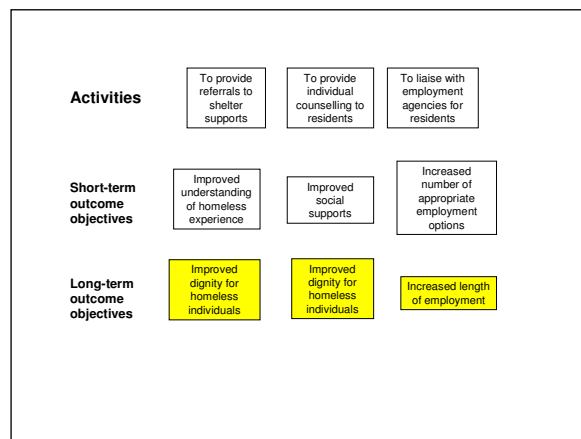 Activities
To provide
referrals to
shelter
supports
To provide
individual
counselling to
residents
To liaise with
employment
agencies for
residents
Short-term
outcome
objectives
Improved
understanding
of homeless
experience
Improved
social
supports
Increased
number of
appropriate
employment
options
Long-term
outcome
objectives
Improved
dignity for
homeless
individuals
Improved
dignity for
homeless
individuals
Increased length
of employment